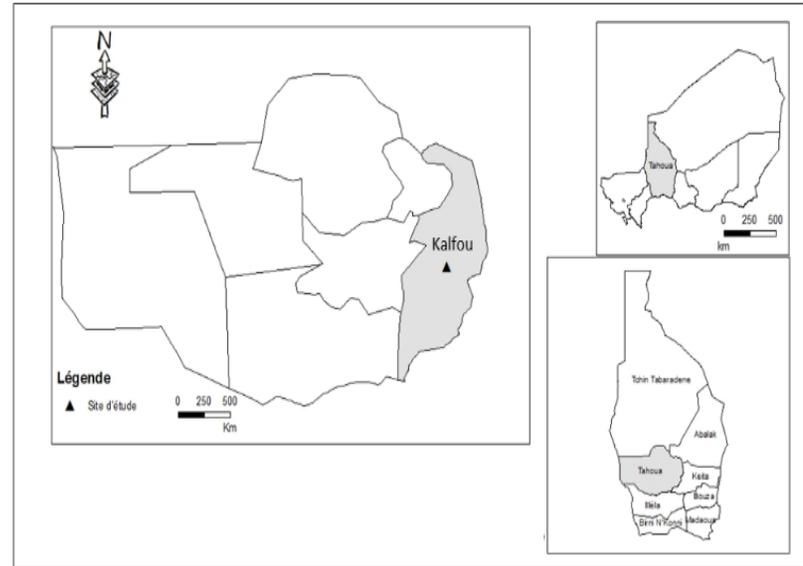 N
Kalfou
Légende
Site d'étude
0 250 500
Km
Tahoua
0 250 500
km
Tchin Tabaradene
Abalak
Tahoua
Keita
Bouza
Illéla
Birni N'Konni
Madaoua